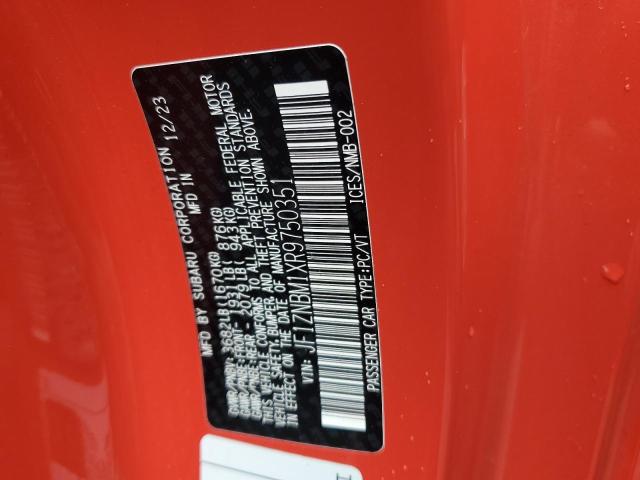 MFD BY SUBARU CORPORATION 12/23
MFD IN
GVWR/PNBV: 3682LB(1670KG)
GAWR/PNBE:FRONT- 1931LB( 876KG)
GAWR/PNBE:REAR - 2079LB( 943KG)
THIS VEHICLE CONFORMS TO ALL APPLICABLE FEDERAL MOTOR
VEHICLE SAFETY, BUMPER, AND THEFT PREVENTION STANDARDS
IN EFFECT ON THE DATE OF MANUFACTURE SHOWN ABOVE.
VIN: JF1ZNBM1XR9750351
PASSENGER CAR TYPE:PC/VT ICES/NMB-002